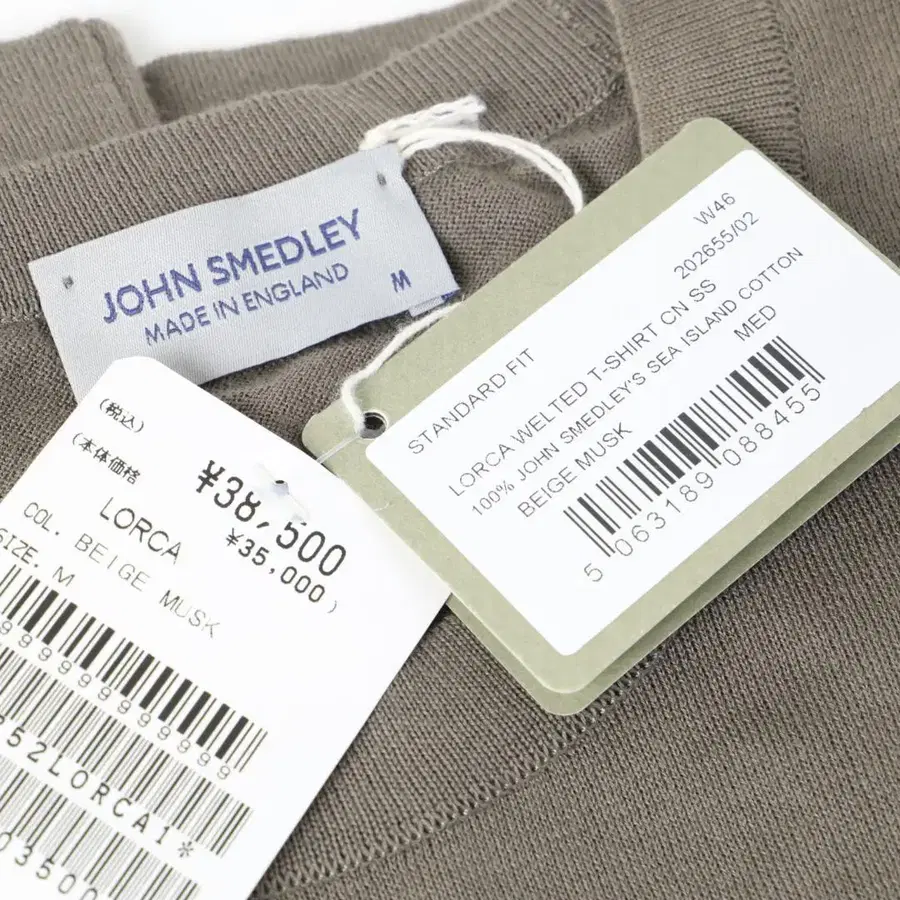 JOHN SMEDLEY
MADE IN ENGLAND
M
W46
202655/02
STANDARD FIT
LORCA WELTED T-SHIRT CN SS
100% JOHN SMEDLEY'S SEA ISLAND COTTON
BEIGE MUSK
MED
5 063189 088455
(税込)
¥38,500
(本体価格
¥35,000)
LORCA
COL. BEIGE MUSK
SIZE. M
52LORCA1*
03500